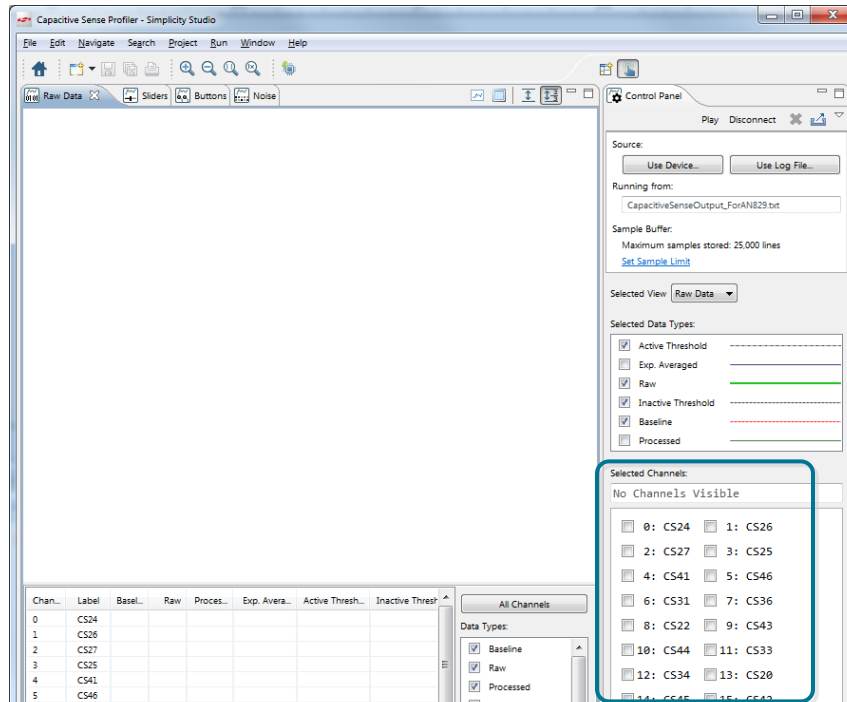 Capacitive Sense Profiler - Simplicity Studio
File Edit Navigate Search Project Run Window Help
Raw Data Sliders Buttons Noise
Control Panel
Play Disconnect
Source:
Use Device... Use Log File...
Running from:
CapacitiveSenseOutput_ForAN829.txt
Sample Buffer:
Maximum samples stored: 25,000 lines
Set Sample Limit
Selected View Raw Data
Selected Data Types:
Active Threshold
Exp. Averaged
Raw
Inactive Threshold
Baseline
Processed
Selected Channels:
No Channels Visible
0: CS24 1: CS26
2: CS27 3: CS25
4: CS41 5: CS46
6: CS31 7: CS36
8: CS22 9: CS43
10: CS44 11: CS33
12: CS34 13: CS20
14: CS45 15: CS42
Chan... Label Basel... Raw Proces... Exp. Avera... Active Thresh... Inactive Thresh
0 CS24
1 CS26
2 CS27
3 CS25
4 CS41
5 CS46
All Channels
Data Types:
Baseline
Raw
Processed